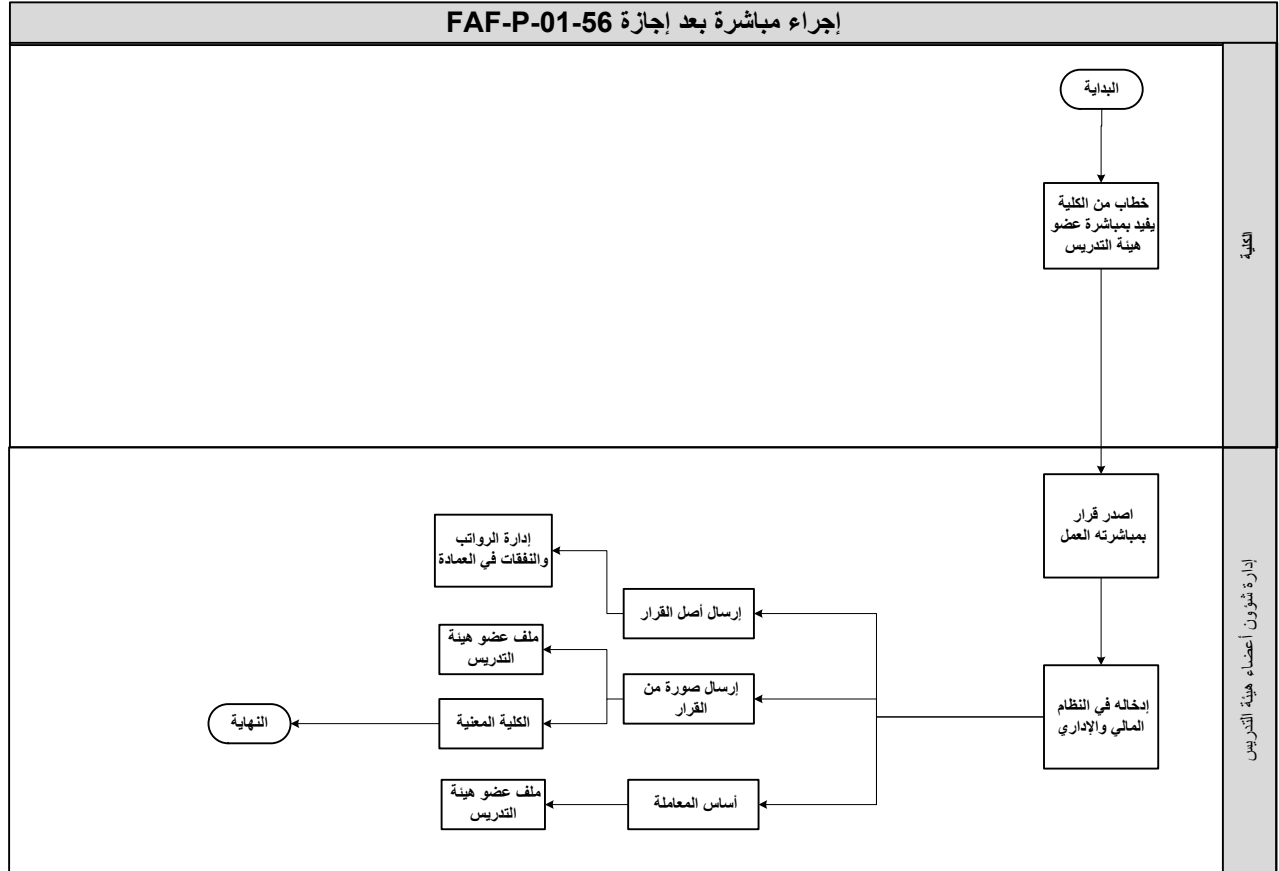 إجراء مباشرة بعد إجازة FAF-P-01-56
الكلية
البداية
خطاب من الكلية
يفيد بمباشرة عضو
هيئة التدريس
إدارة شؤون أعضاء هيئة التدريس
اصدر قرار
بمباشرته العمل
إدخاله في النظام
المالي والإداري
إرسال أصل القرار
إدارة الرواتب
والنفقات في العمادة
إرسال صورة من
القرار
ملف عضو هيئة
التدريس
الكلية المعنية
النهاية
أساس المعاملة
ملف عضو هيئة
التدريس